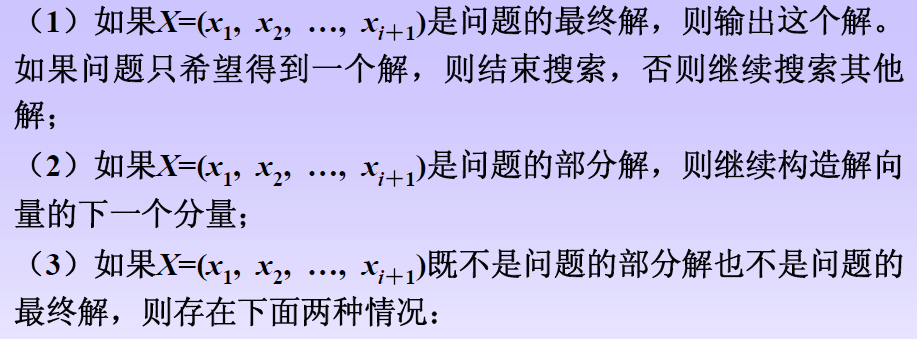 （1）如果X=(x1, x2, …, xi+1)是问题的最终解，则输出这个解。
如果问题只希望得到一个解，则结束搜索，否则继续搜索其他
解；
（2）如果X=(x1, x2, …, xi+1)是问题的部分解，则继续构造解向
量的下一个分量；
（3）如果X=(x1, x2, …, xi+1)既不是问题的部分解也不是问题的
最终解，则存在下面两种情况：